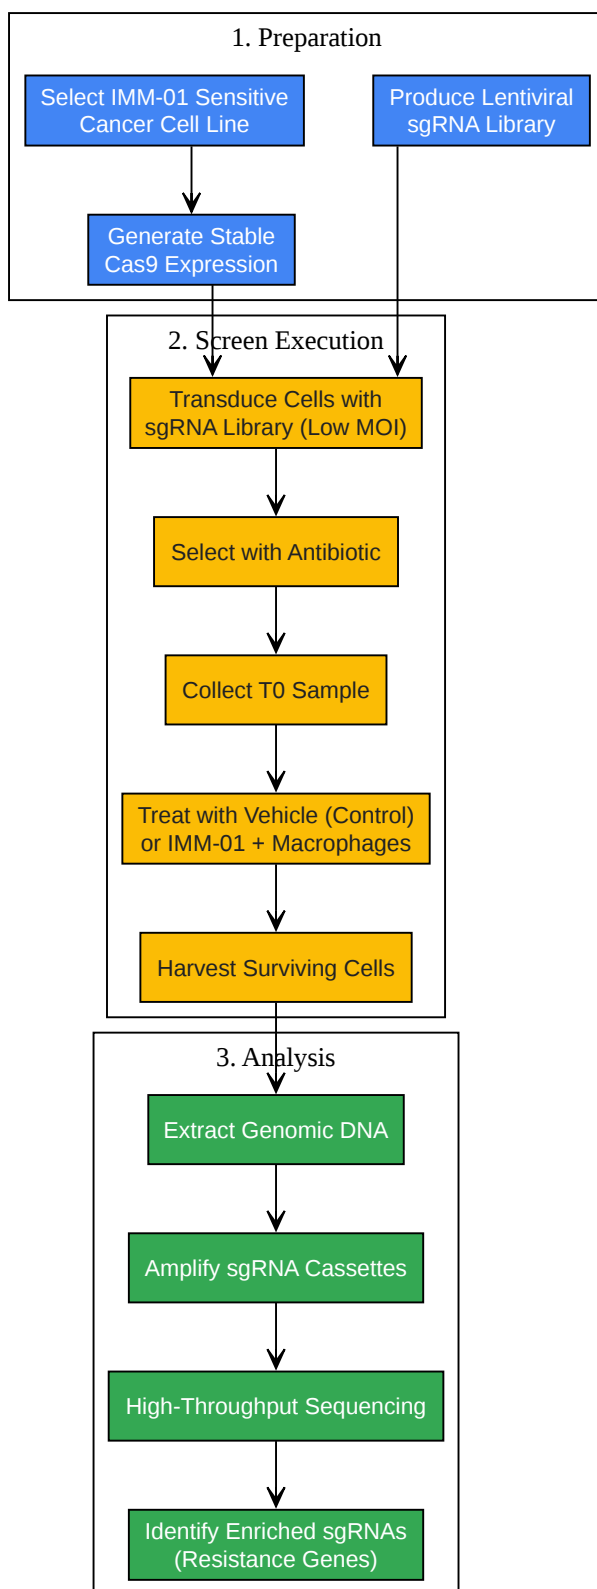 1. Preparation
Select IMM-01 Sensitive
Cancer Cell Line
Produce Lentiviral
sgRNA Library
Generate Stable
Cas9 Expression
2. Screen Execution
Transduce Cells with
sgRNA Library (Low MOI)
Select with Antibiotic
Collect T0 Sample
Treat with Vehicle (Control)
or IMM-01 + Macrophages
Harvest Surviving Cells
3. Analysis
Extract Genomic DNA
Amplify sgRNA Cassettes
High-Throughput Sequencing
Identify Enriched sgRNAs
(Resistance Genes)